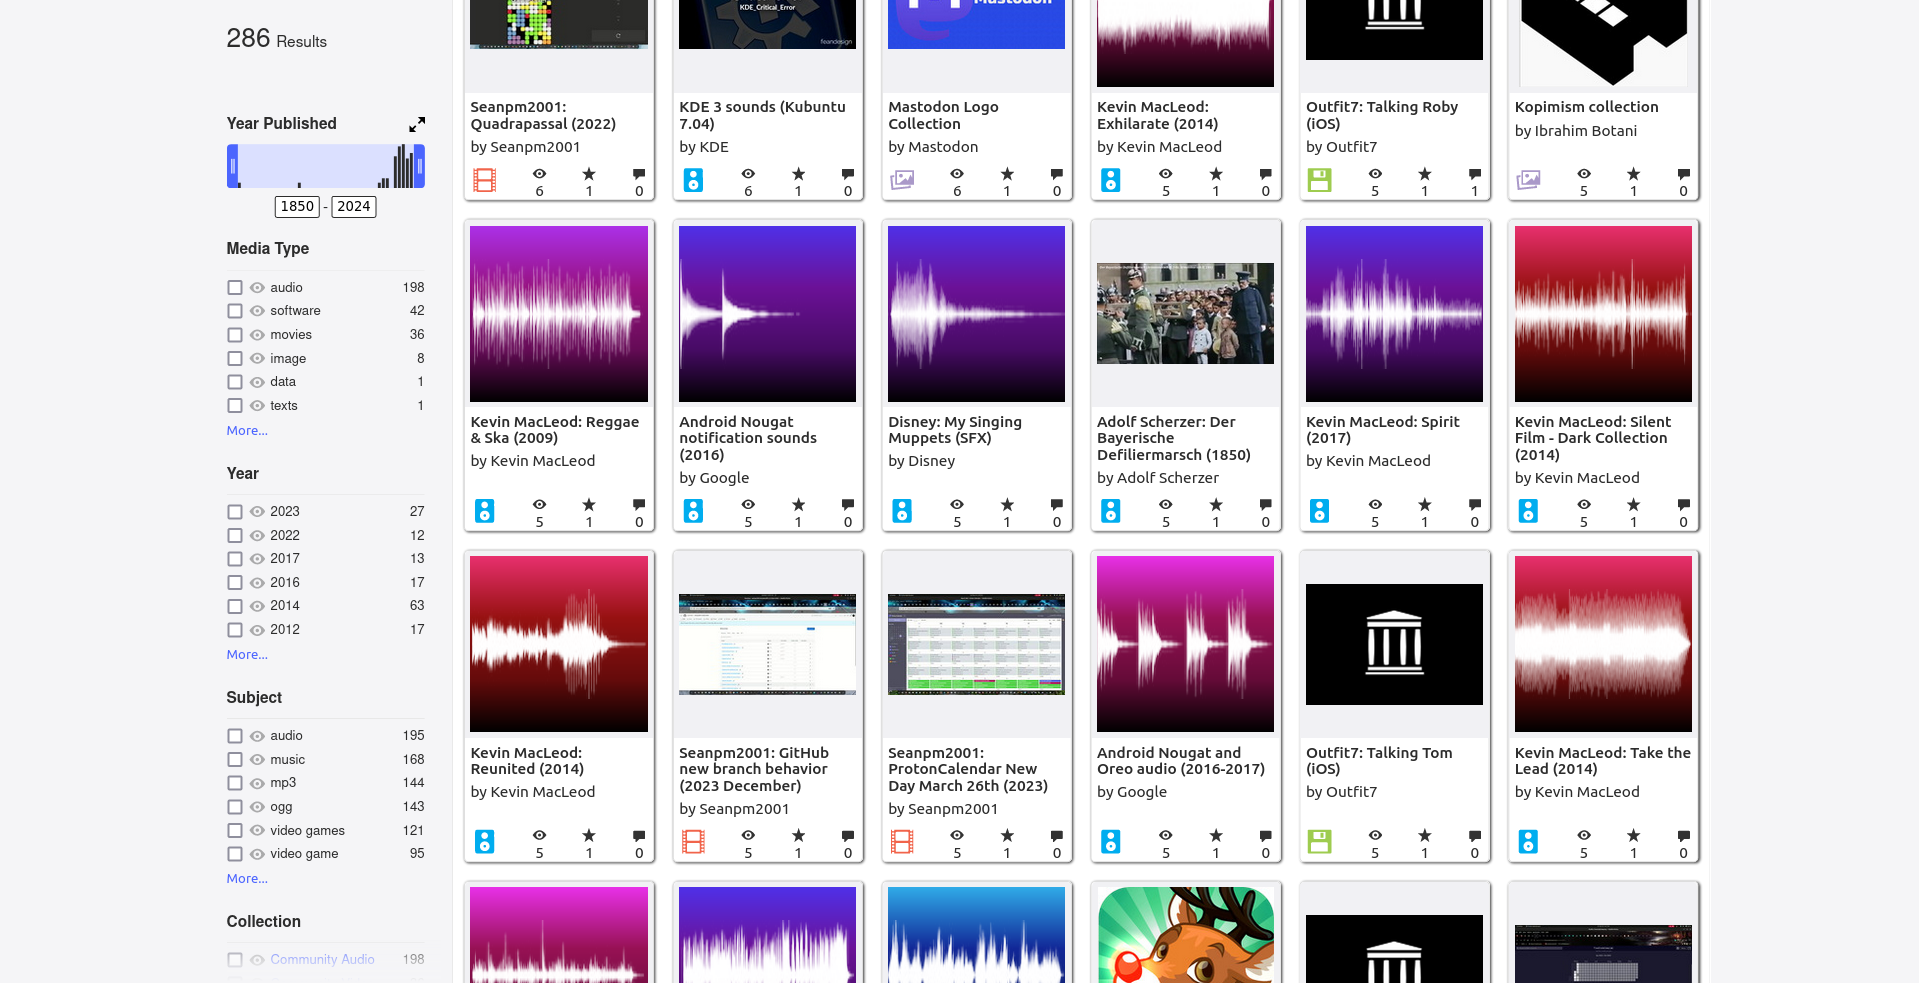 286 Results
Year Published
1850 - 2024
Media Type
audio 198
software 42
movies 36
image 8
data 1
texts 1
More...
Year
2023 27
2022 12
2017 13
2016 17
2014 63
2012 17
More...
Subject
audio 195
music 168
mp3 144
ogg 143
video games 121
video game 95
More...
Collection
Community Audio 198
KDE_Critical_Error
feandesign
Mastodon
Seanpm2001:
Quadrapassal (2022)
by Seanpm2001
6 1 0
KDE 3 sounds (Kubuntu
7.04)
by KDE
6 1 0
Mastodon Logo
Collection
by Mastodon
6 1 0
Kevin MacLeod:
Exhilarate (2014)
by Kevin MacLeod
5 1 0
Outfit7: Talking Roby
(iOS)
by Outfit7
5 1 1
Kopimism collection
by Ibrahim Botani
5 1 0
Kevin MacLeod: Reggae
& Ska (2009)
by Kevin MacLeod
5 1 0
Android Nougat
notification sounds
(2016)
by Google
5 1 0
Disney: My Singing
Muppets (SFX)
by Disney
5 1 0
Adolf Scherzer: Der
Bayerische
Defiliermarsch (1850)
by Adolf Scherzer
5 1 0
Kevin MacLeod: Spirit
(2017)
by Kevin MacLeod
5 1 0
Kevin MacLeod: Silent
Film - Dark Collection
(2014)
by Kevin MacLeod
5 1 0
Kevin MacLeod:
Reunited (2014)
by Kevin MacLeod
5 1 0
Seanpm2001: GitHub
new branch behavior
(2023 December)
by Seanpm2001
5 1 0
Seanpm2001:
ProtonCalendar New
Day March 26th (2023)
by Seanpm2001
5 1 0
Android Nougat and
Oreo audio (2016-2017)
by Google
5 1 0
Outfit7: Talking Tom
(iOS)
by Outfit7
5 1 0
Kevin MacLeod: Take the
Lead (2014)
by Kevin MacLeod
5 1 0